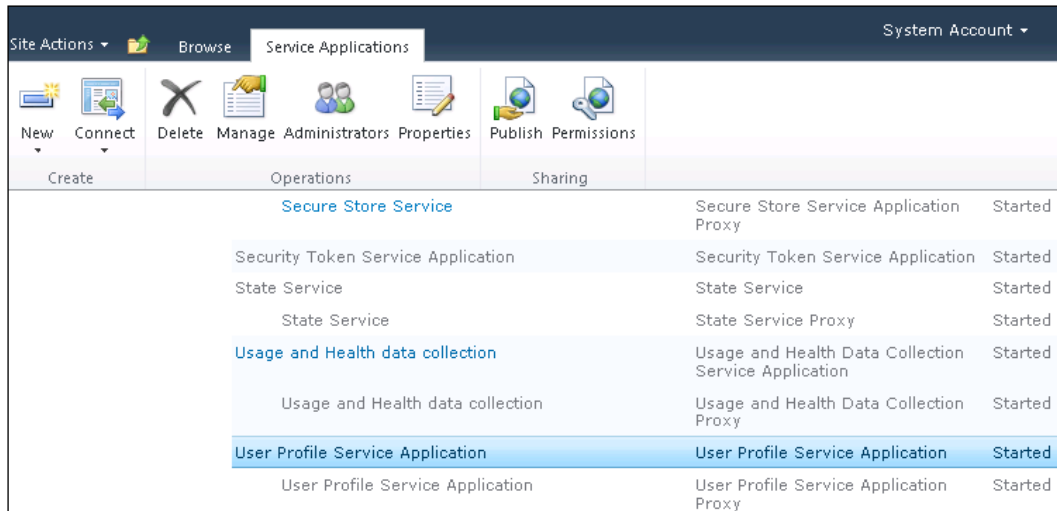 System Account
Site Actions Browse Service Applications
New Connect Delete Manage Administrators Properties Publish Permissions
Create Operations Sharing
Secure Store Service Secure Store Service Application Proxy Started
Security Token Service Application Security Token Service Application Started
State Service State Service Started
State Service State Service Proxy Started
Usage and Health data collection Usage and Health Data Collection Service Application Started
Usage and Health data collection Usage and Health Data Collection Proxy Started
User Profile Service Application User Profile Service Application Started
User Profile Service Application User Profile Service Application Proxy Started